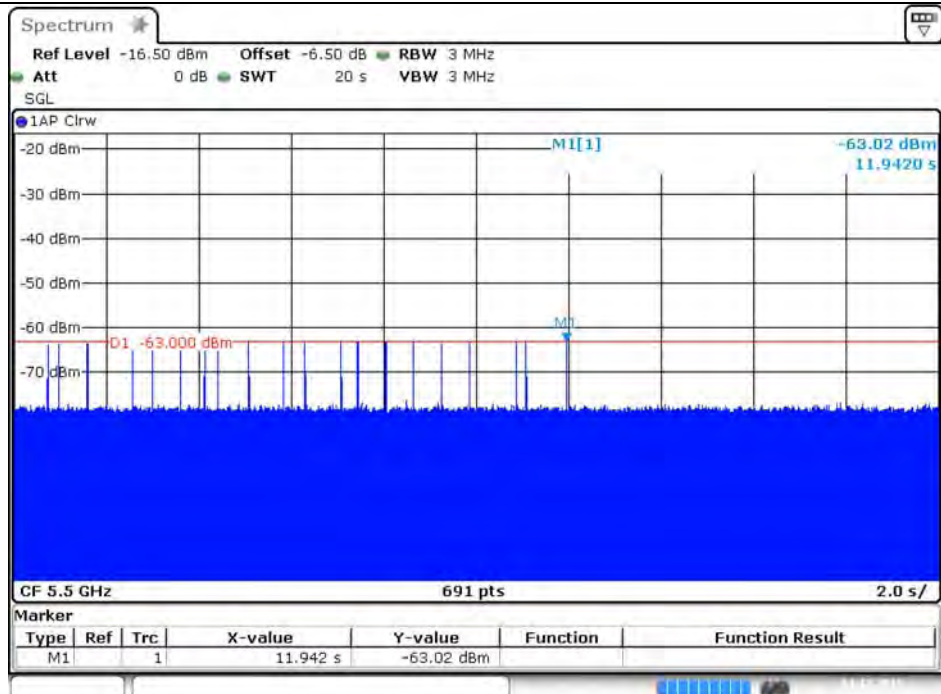 Spectrum
Ref Level -16.50 dBm Offset -6.50 dB RBW 3 MHz
Att 0 dB SWT 20 s VBW 3 MHz
SGL
1AP Clrw
-20 dBm M1[1] -63.02 dBm
11.9420 s
-30 dBm
-40 dBm
-50 dBm
-60 dBm M1
D1 -63.000 dBm
-70 dBm
CF 5.5 GHz 691 pts 2.0 s/
Marker
Type Ref Trc X-value Y-value Function Function Result
M1 1 11.942 s -63.02 dBm